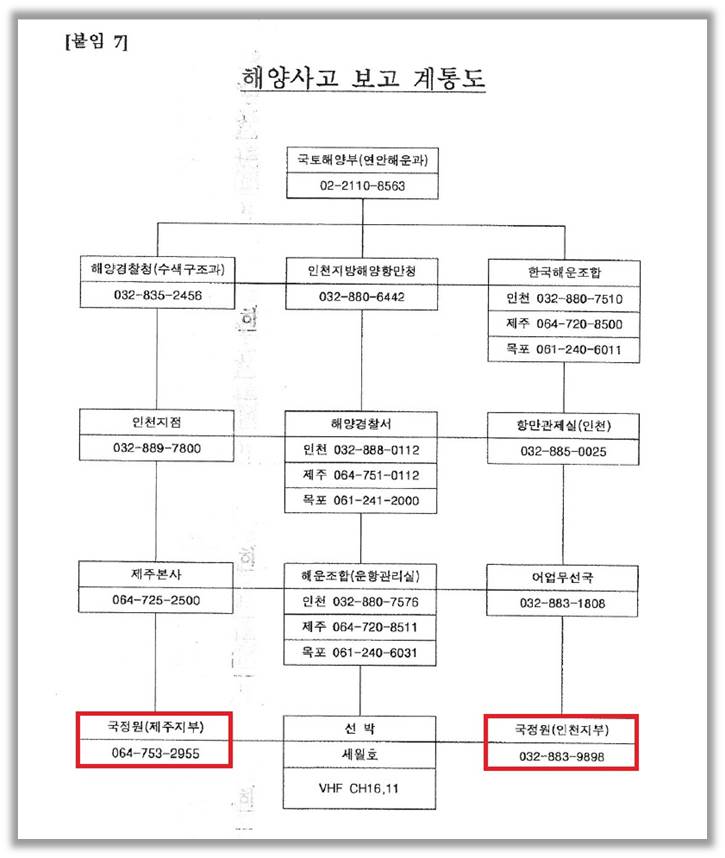 [붙임 7]
해양사고 보고 계통도
국토해양부(연안해운과)
02-2110-8563
해양경찰청(수색구조과)
032-835-2456
인천지방해양항만청
032-880-6442
한국해운조합
인천 032-880-7510
제주 064-720-8500
목포 061-240-6011
인천지점
032-889-7800
해양경찰서
인천 032-888-0112
제주 064-751-0112
목포 061-241-2000
항만관제실(인천)
032-885-0025
제주본사
064-725-2500
해운조합(운항관리실)
인천 032-880-7576
제주 064-720-8511
목포 061-240-6031
어업무선국
032-883-1808
국정원(제주지부)
064-753-2955
선 박
세월호
VHF CH16,11
국정원(인천지부)
032-883-9898